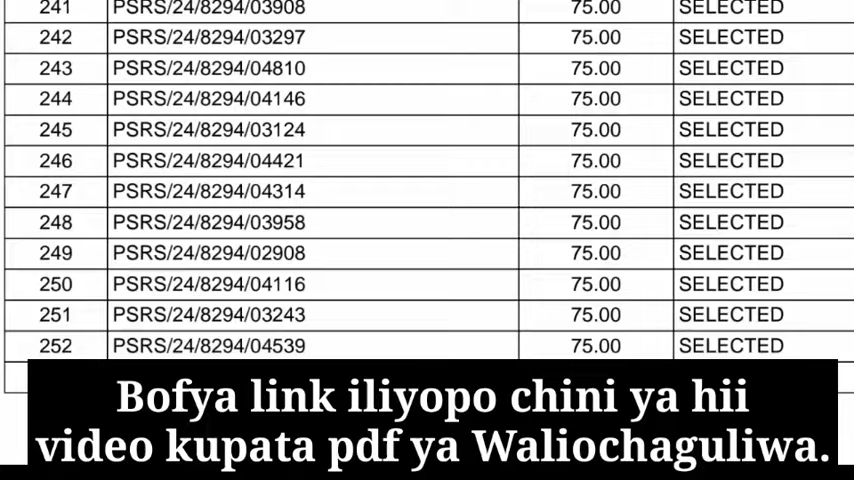 241 PSRS/24/8294/03908 75.00 SELECTED
242 PSRS/24/8294/03297 75.00 SELECTED
243 PSRS/24/8294/04810 75.00 SELECTED
244 PSRS/24/8294/04146 75.00 SELECTED
245 PSRS/24/8294/03124 75.00 SELECTED
246 PSRS/24/8294/04421 75.00 SELECTED
247 PSRS/24/8294/04314 75.00 SELECTED
248 PSRS/24/8294/03958 75.00 SELECTED
249 PSRS/24/8294/02908 75.00 SELECTED
250 PSRS/24/8294/04116 75.00 SELECTED
251 PSRS/24/8294/03243 75.00 SELECTED
252 PSRS/24/8294/04539 75.00 SELECTED
Bofya link iliyopo chini ya hii
video kupata pdf ya Waliochaguliwa.